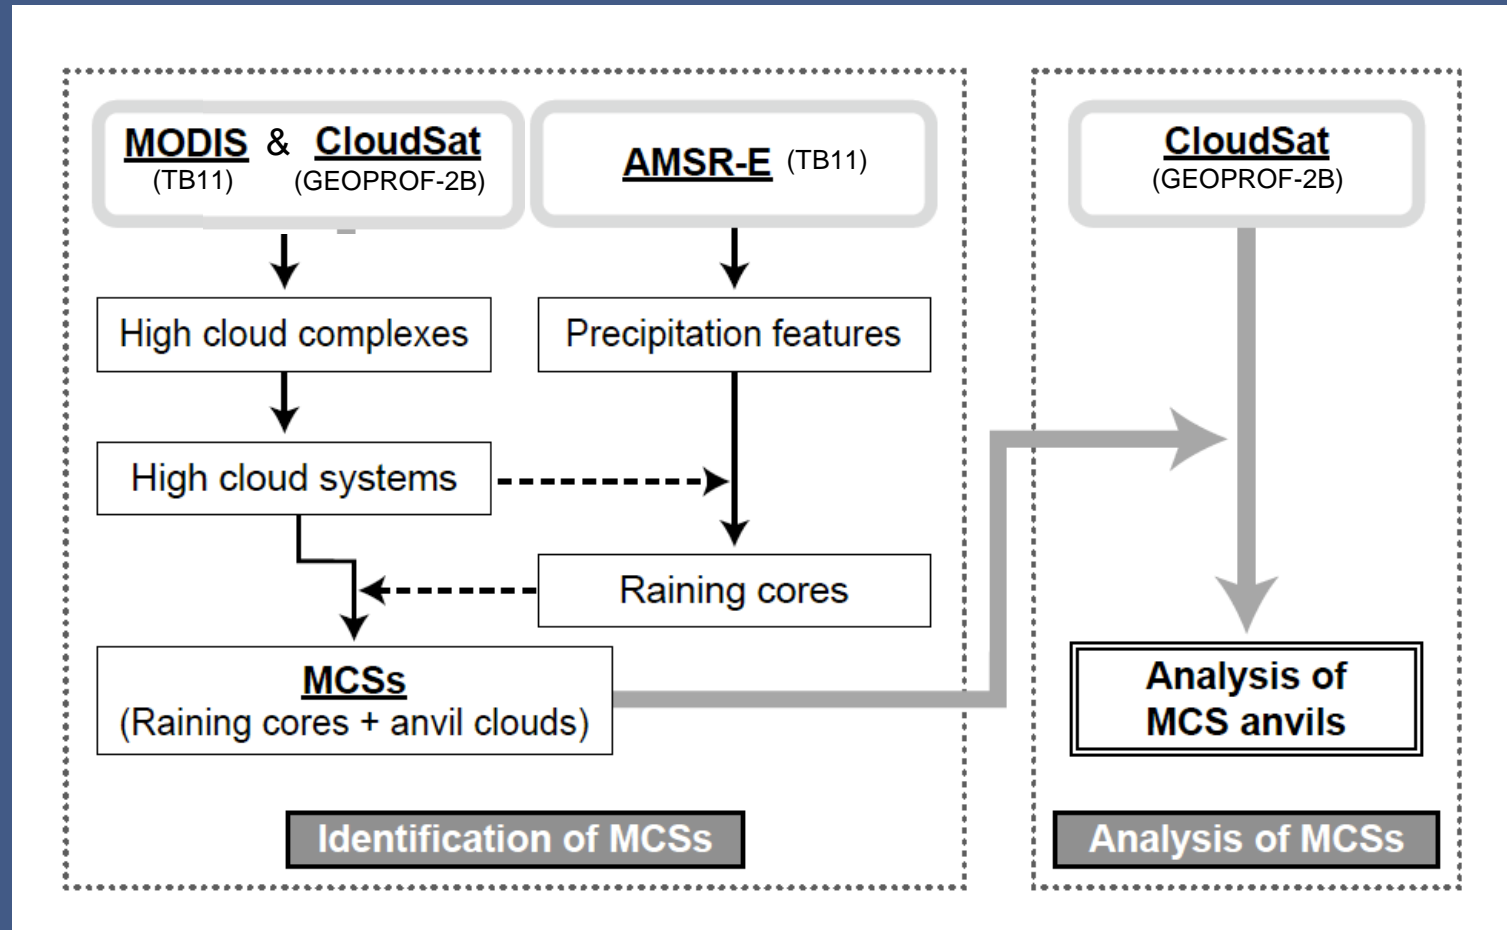 MODIS & CloudSat
(TB11) (GEOPROF-2B)
AMSR-E (TB11)
High cloud complexes
Precipitation features
High cloud systems
Raining cores
MCSs
(Raining cores + anvil clouds)
Identification of MCSs
CloudSat
(GEOPROF-2B)
Analysis of
MCS anvils
Analysis of MCSs